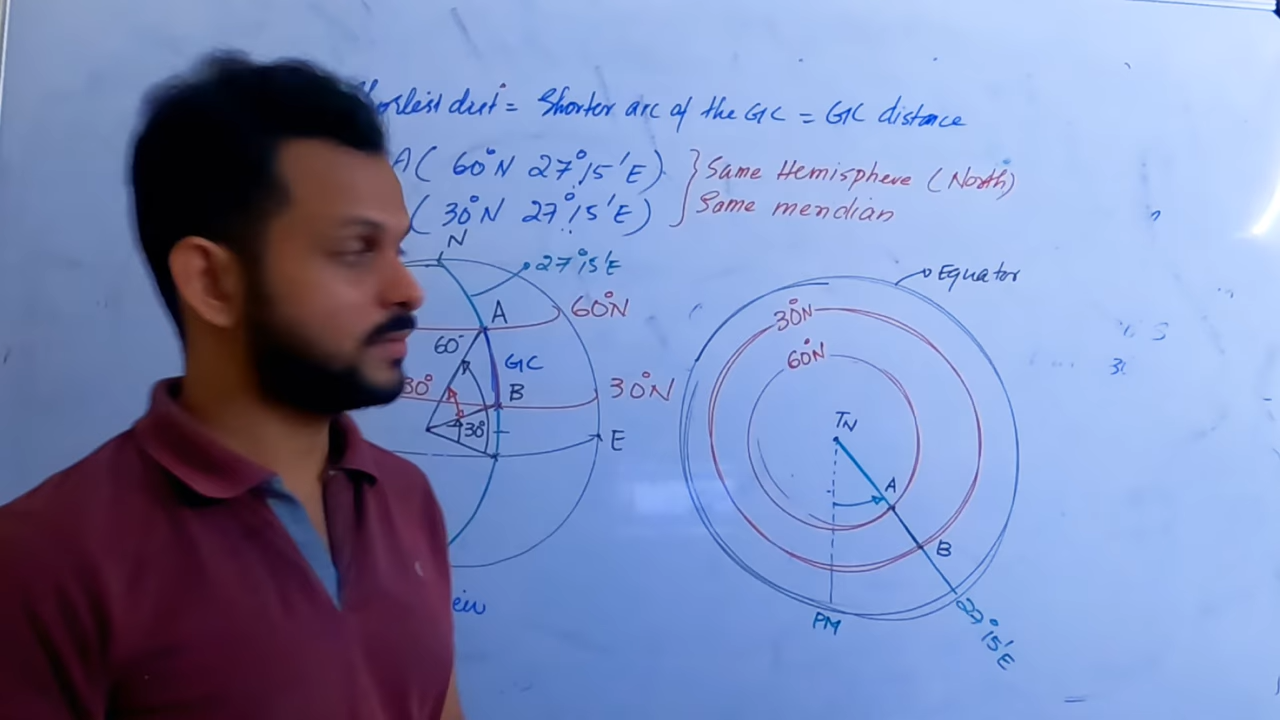 dist = Shorter arc of the GC = GC distance
A ( 60°N 27°15'E) } Same Hemisphere (North)
( 30°N 27°15'E) Same meridian
N
27°15'E
Equator
60°N
A
30°N
60°
60°N
GC
30°
B
30°N
TN
30°
E
A
B
PM
27°15'E